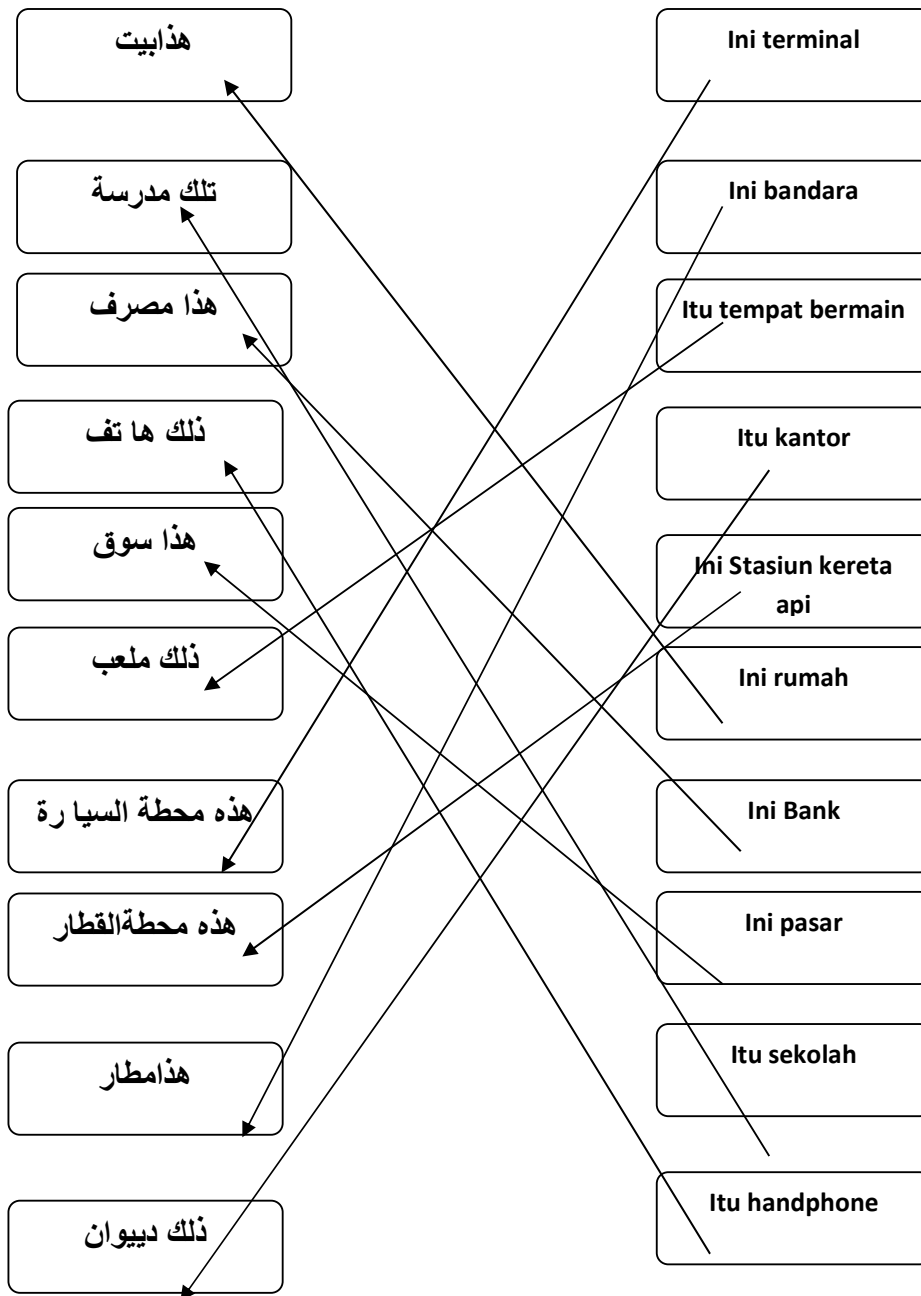 هذابيت
Ini terminal
تلك مدرسة
Ini bandara
هذا مصرف
Itu tempat bermain
ذلك ها تف
Itu kantor
هذا سوق
Ini Stasiun kereta
api
ذلك ملعب
Ini rumah
هذه محطة السيا رة
Ini Bank
هذه محطةالقطار
Ini pasar
هذامطار
Itu sekolah
ذلك دييوان
Itu handphone